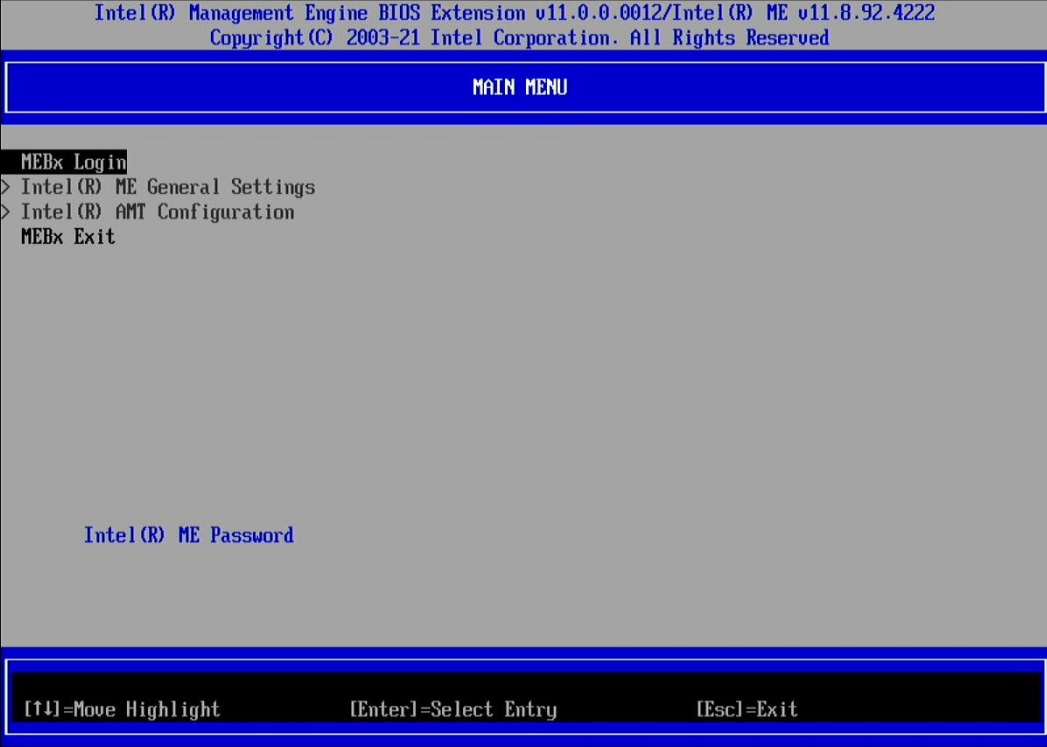 Intel(R) Management Engine BIOS Extension v11.0.0.0012/Intel(R) ME v11.8.92.4222
Copyright(C) 2003-21 Intel Corporation. All Rights Reserved
MAIN MENU
MEBx Login
> Intel(R) ME General Settings
> Intel(R) AMT Configuration
MEBx Exit
Intel(R) ME Password
[↑↓]=Move Highlight [Enter]=Select Entry [Esc]=Exit